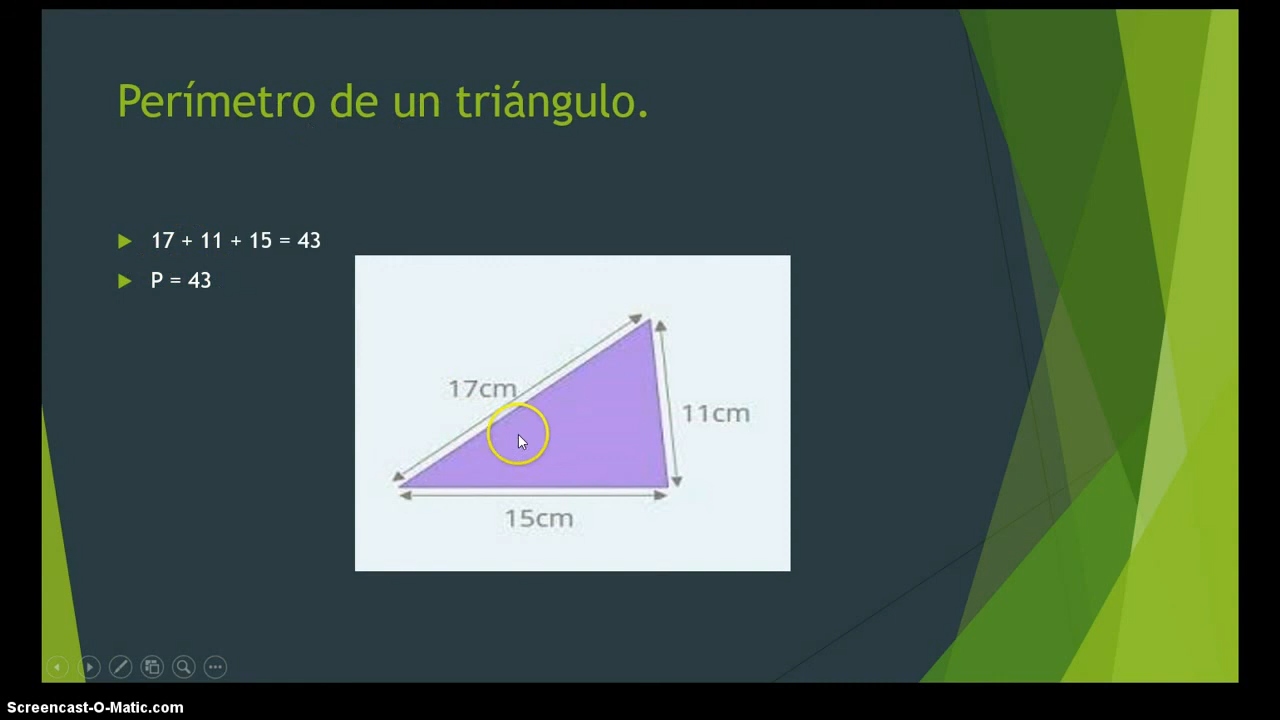 Perímetro de un triángulo.
17 + 11 + 15 = 43
P = 43
17cm
11cm
15cm
Screencast-O-Matic.com